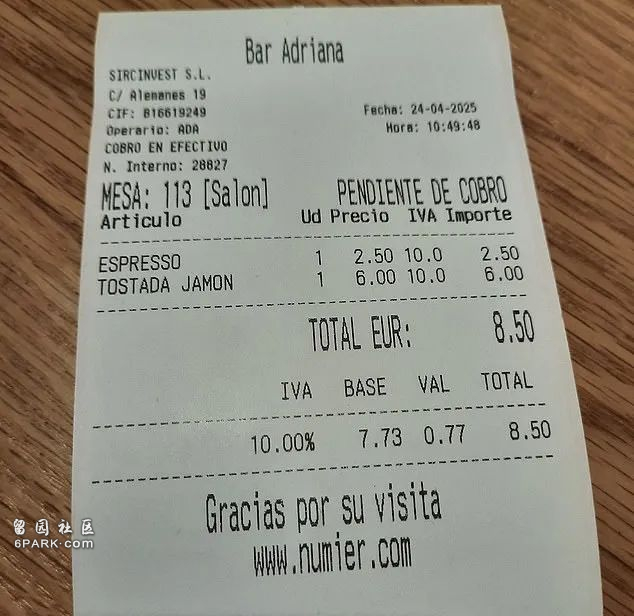 Bar Adriana
SIRCINVEST S.L.
C/ Alemanes 19
CIF: B16619249
Fecha: 24-04-2025
Operario: ADA
Hora: 10:49:48
COBRO EN EFECTIVO
N. Interno: 28827
MESA: 113 [Salon] PENDIENTE DE COBRO
Articulo Ud Precio IVA Importe
ESPRESSO 1 2.50 10.0 2.50
TOSTADA JAMON 1 6.00 10.0 6.00
TOTAL EUR: 8.50
IVA BASE VAL TOTAL
10.00% 7.73 0.77 8.50
Gracias por su visita
www.numier.com
留园社区
6PARK.com